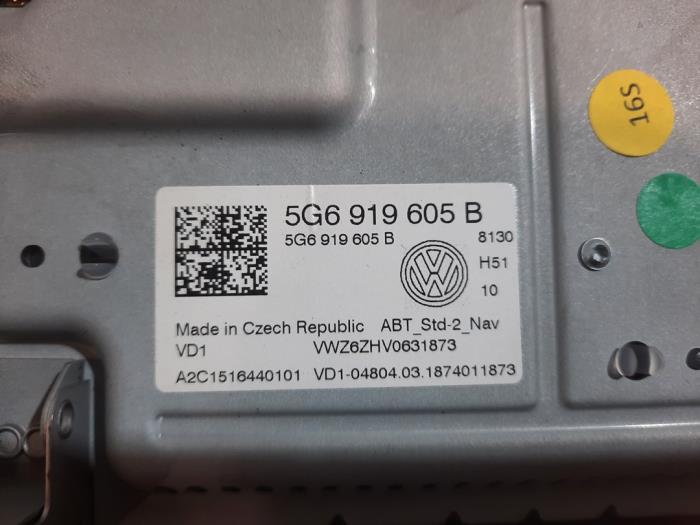 16S
5G6 919 605 B
5G6 919 605 B 8130
H51
10
Made in Czech Republic ABT_Std-2_Nav
VD1 VWZ6ZHV0631873
A2C1516440101 VD1-04804.03.1874011873